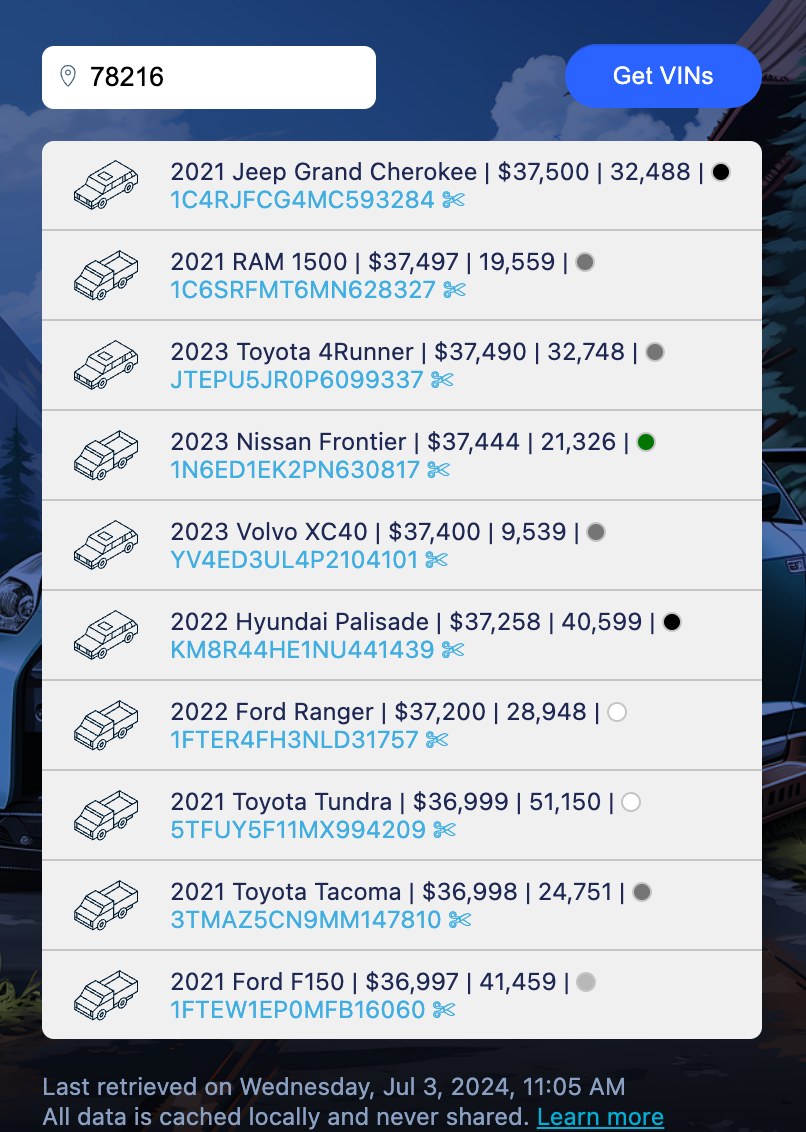 78216
Get VINs
2021 Jeep Grand Cherokee | $37,500 | 32,488 |
1C4RJFCG4MC593284
2021 RAM 1500 | $37,497 | 19,559 |
1C6SRFMT6MN628327
2023 Toyota 4Runner | $37,490 | 32,748 |
JTEPU5JR0P6099337
2023 Nissan Frontier | $37,444 | 21,326 |
1N6ED1EK2PN630817
2023 Volvo XC40 | $37,400 | 9,539 |
YV4ED3UL4P2104101
2022 Hyundai Palisade | $37,258 | 40,599 |
KM8R44HE1NU441439
2022 Ford Ranger | $37,200 | 28,948 |
1FTER4FH3NLD31757
2021 Toyota Tundra | $36,999 | 51,150 |
5TFUY5F11MX994209
2021 Toyota Tacoma | $36,998 | 24,751 |
3TMAZ5CN9MM147810
2021 Ford F150 | $36,997 | 41,459 |
1FTEW1EP0MFB16060
Last retrieved on Wednesday, Jul 3, 2024, 11:05 AM
All data is cached locally and never shared. Learn more